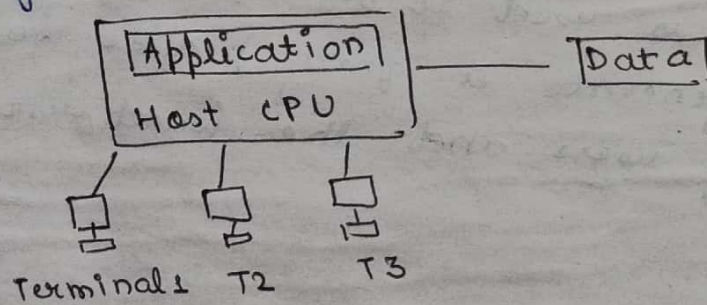 Application
Data
Host CPU
Terminal 1 T2 T3